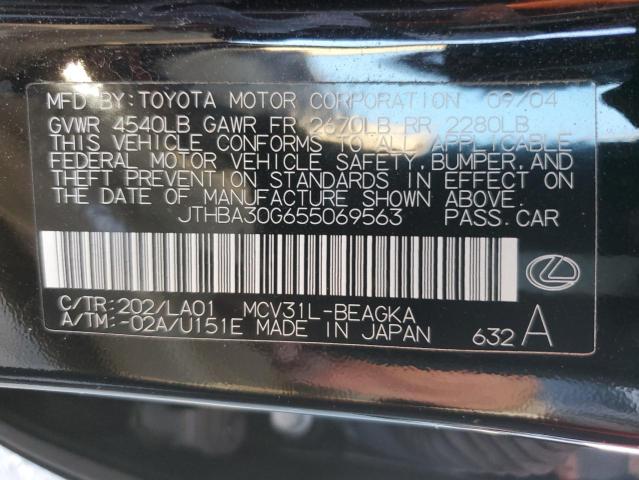 MFD BY:TOYOTA MOTOR CORPORATION 09/04
GVWR 4540LB GAWR FR 2670LB RR 2280LB
THIS VEHICLE CONFORMS TO ALL APPLICABLE
FEDERAL MOTOR VEHICLE SAFETY, BUMPER, AND
THEFT PREVENTION STANDARDS IN EFFECT ON
THE DATE OF MANUFACTURE SHOWN ABOVE.
JTHBA30G655069563 PASS.CAR
C/TR:202/LA01 MCV31L-BEAGKA
A/TM:-02A/U151E MADE IN JAPAN 632 A